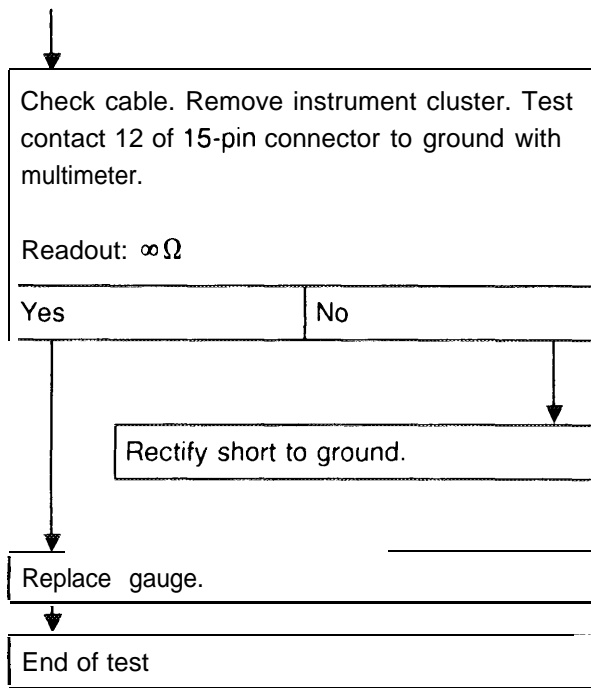 Check cable. Remove instrument cluster. Test
contact 12 of 15-pin connector to ground with
multimeter.
Readout: ∞ Ω
Yes
No
Rectify short to ground.
Replace gauge.
End of test